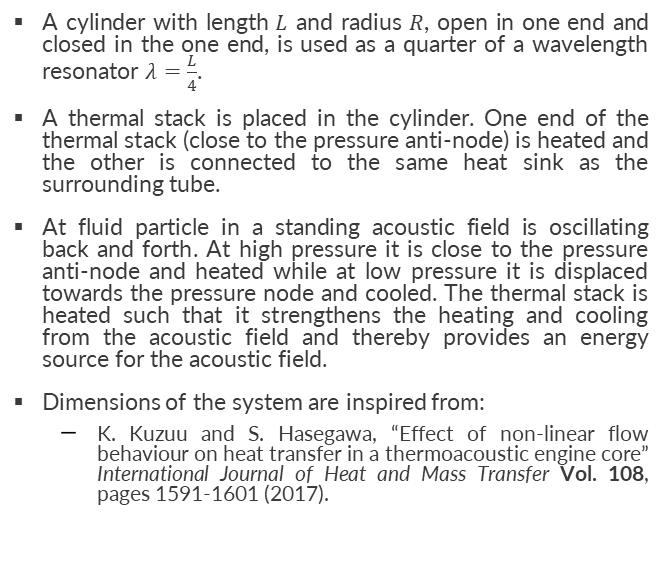 ▪ A cylinder with length L and radius R, open in one end and
closed in the one end, is used as a quarter of a wavelength
resonator λ = L/4.
▪ A thermal stack is placed in the cylinder. One end of the
thermal stack (close to the pressure anti-node) is heated and
the other is connected to the same heat sink as the
surrounding tube.
▪ At fluid particle in a standing acoustic field is oscillating
back and forth. At high pressure it is close to the pressure
anti-node and heated while at low pressure it is displaced
towards the pressure node and cooled. The thermal stack is
heated such that it strengthens the heating and cooling
from the acoustic field and thereby provides an energy
source for the acoustic field.
▪ Dimensions of the system are inspired from:
– K. Kuzuu and S. Hasegawa, “Effect of non-linear flow
behaviour on heat transfer in a thermoacoustic engine core”
International Journal of Heat and Mass Transfer Vol. 108,
pages 1591-1601 (2017).